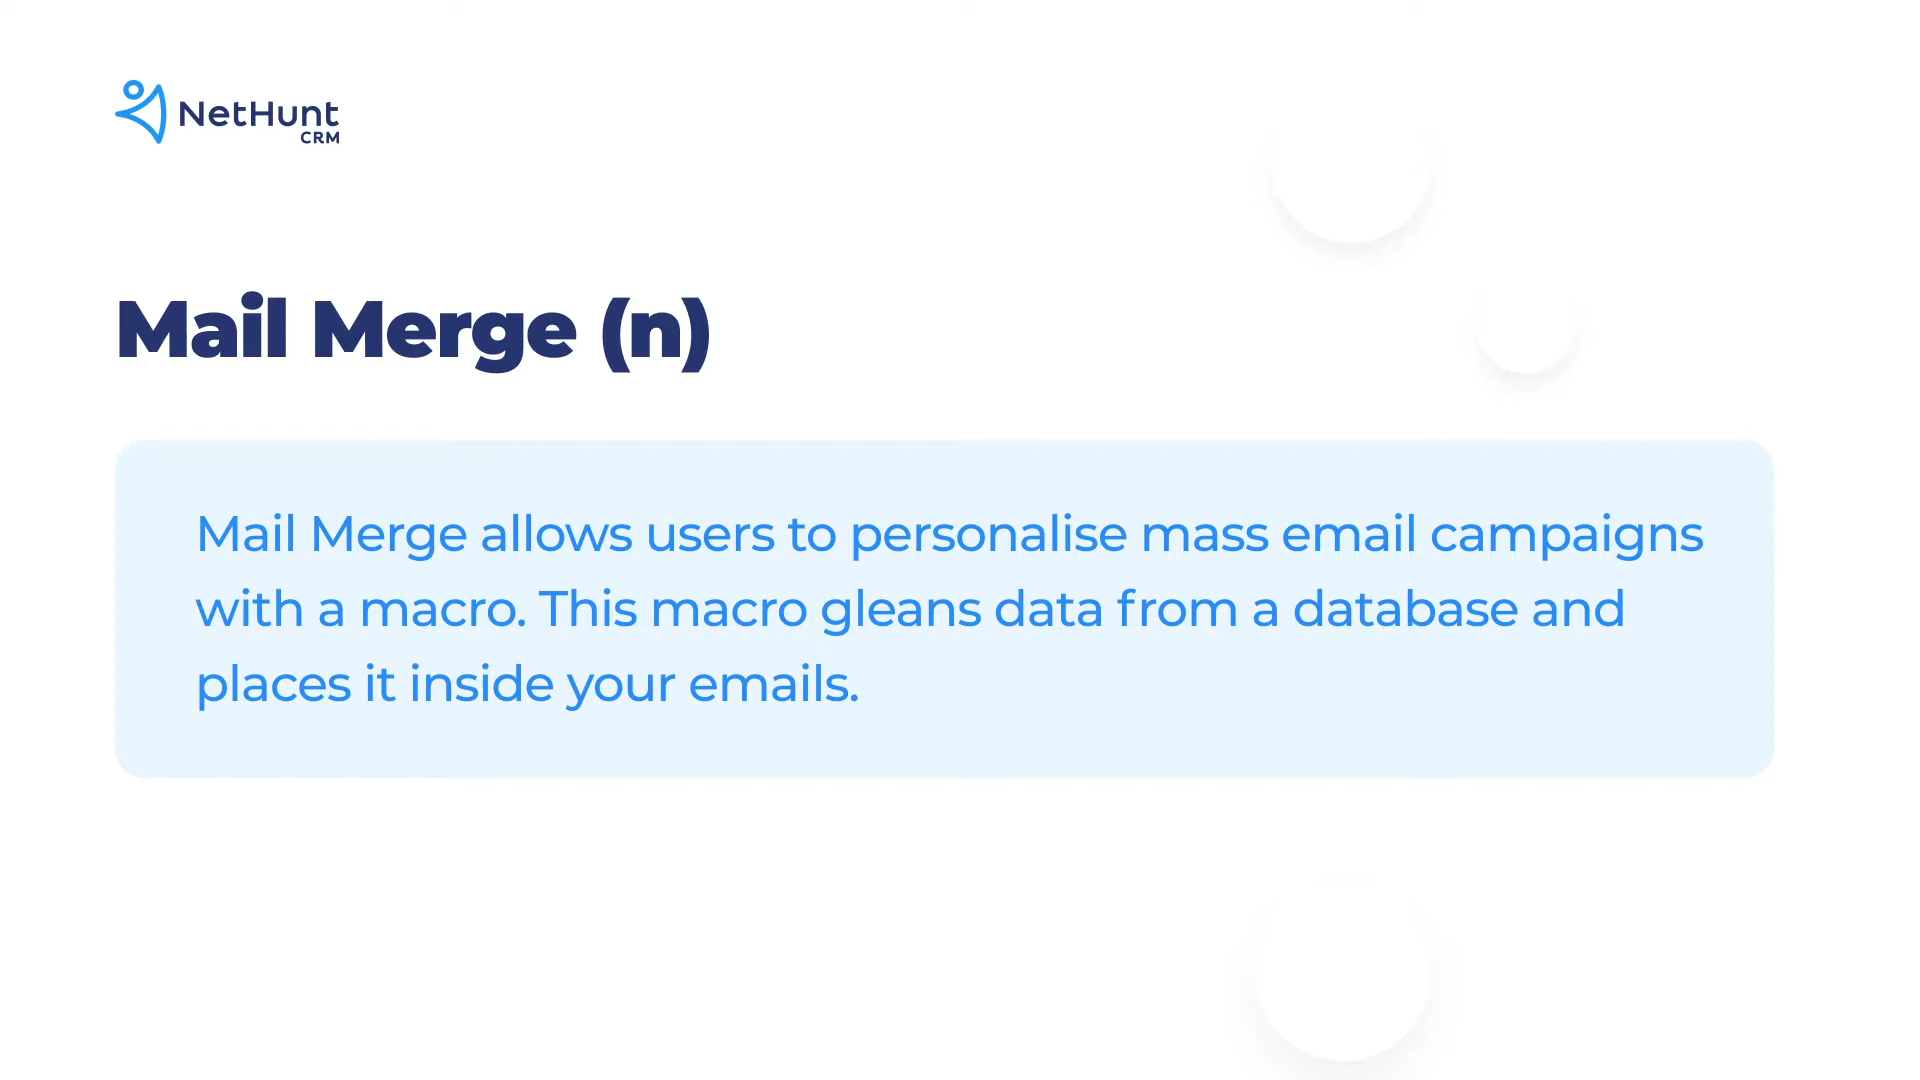 NetHunt
CRM
Mail Merge (n)
Mail Merge allows users to personalise mass email campaigns
with a macro. This macro gleans data from a database and
places it inside your emails.